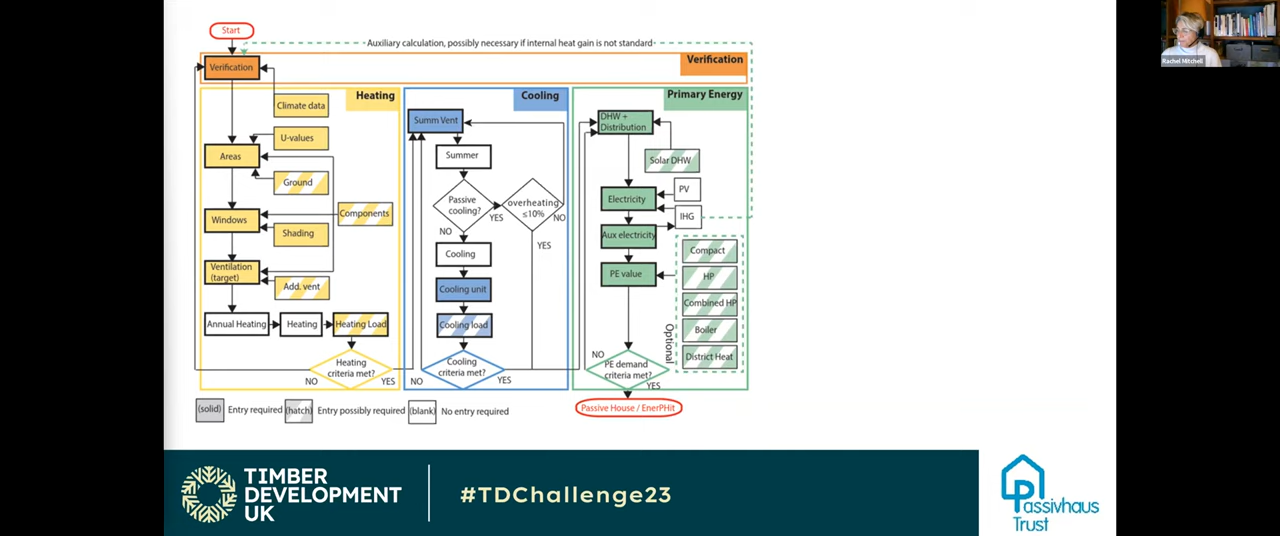 Start
Auxiliary calculation, possibly necessary if internal heat gain is not standard
Verification
Verification
Rachel Mitchell
Heating
Climate data
U-values
Areas
Ground
Components
Windows
Shading
Ventilation
(target)
Add. vent
Annual Heating
Heating
Heating Load
Heating
criteria met?
NO
YES
Cooling
Summ Vent
Summer
Passive
cooling?
YES
NO
overheating
≤10%
NO
YES
Cooling
Cooling unit
Cooling load
Cooling
criteria met?
NO
YES
Primary Energy
DHW +
Distribution
Solar DHW
Electricity
PV
IHG
Aux electricity
PE value
Compact
HP
Combined HP
Boiler
District Heat
Optional
NO
PE demand
criteria met?
YES
Passive House / EnerPHit
(solid) Entry required
(hatch) Entry possibly required
(blank) No entry required
TIMBER
DEVELOPMENT
UK
#TDChallenge23
Passivhaus
Trust